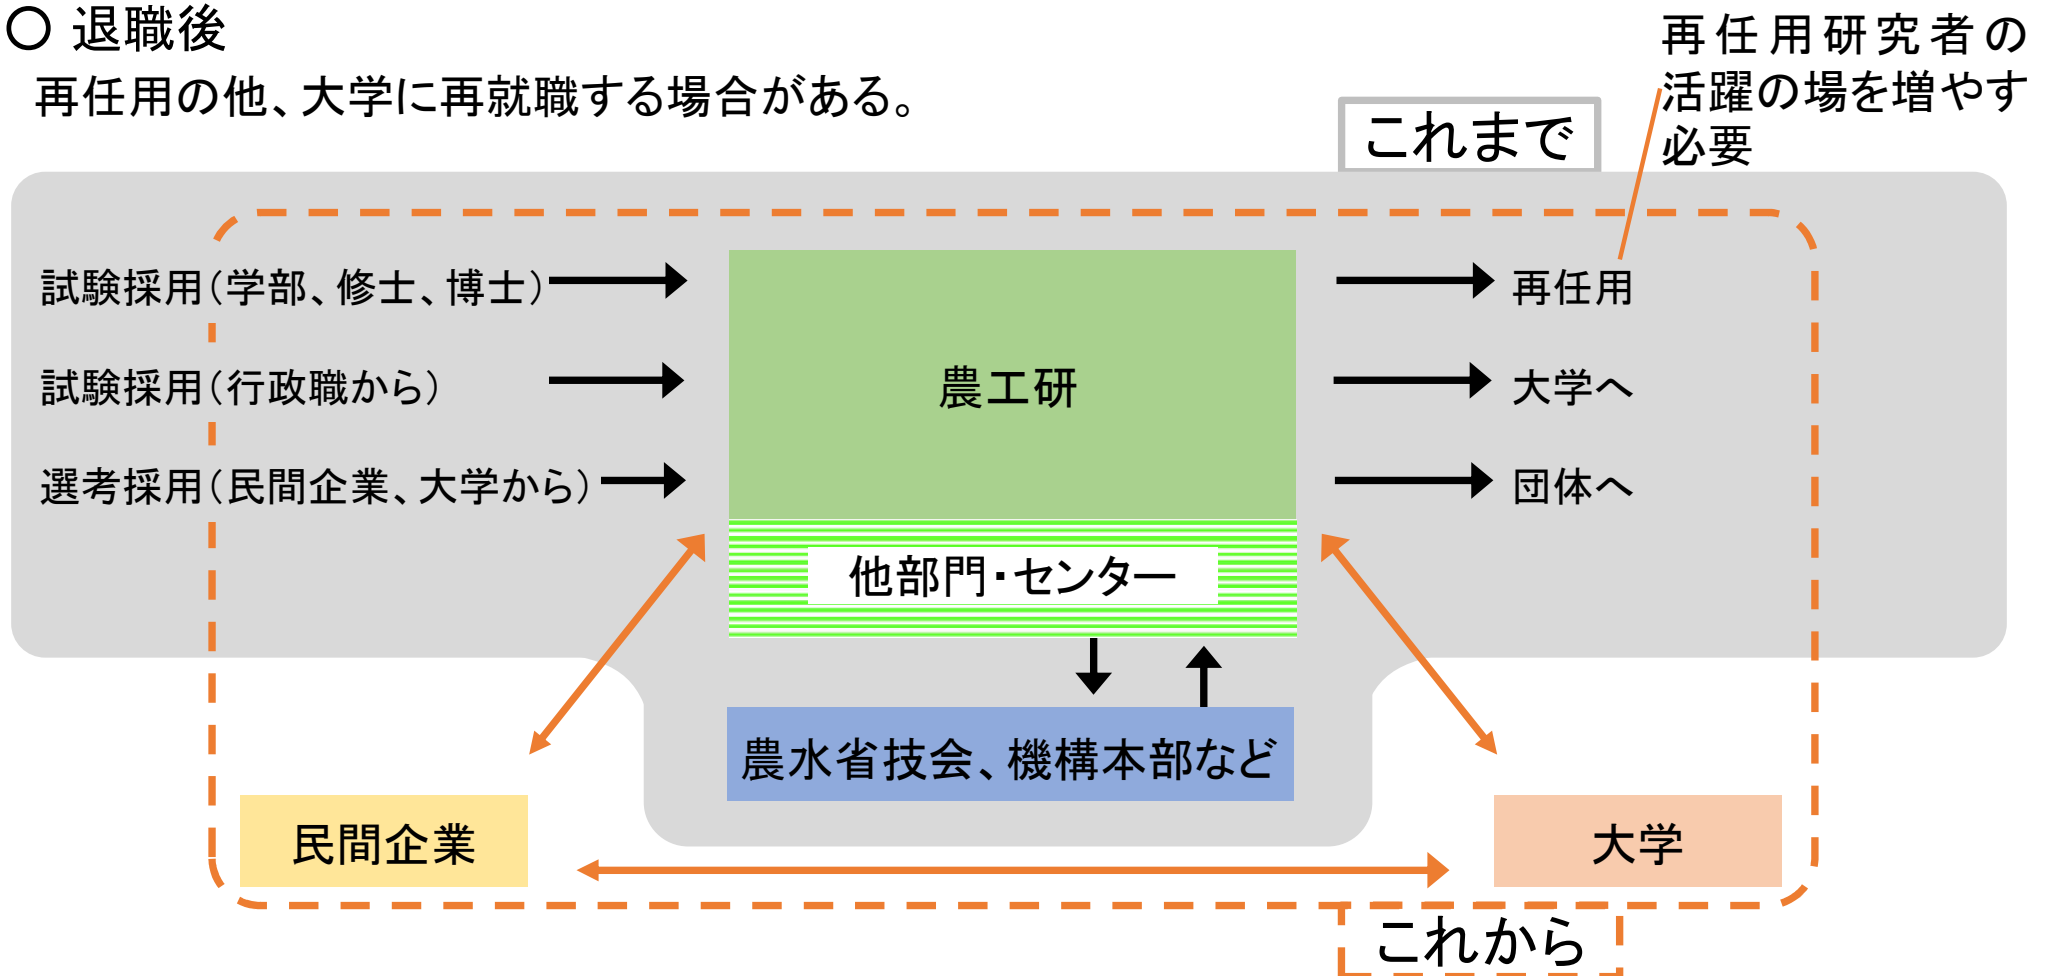 〇 退職後
再任用の他、大学に再就職する場合がある。
再任用研究者の
活躍の場を増やす
必要
これまで
試験採用（学部、修士、博士）
再任用
試験採用（行政職から）
農工研
大学へ
選考採用（民間企業、大学から）
団体へ
他部門・センター
農水省技会、機構本部など
民間企業
大学
これから